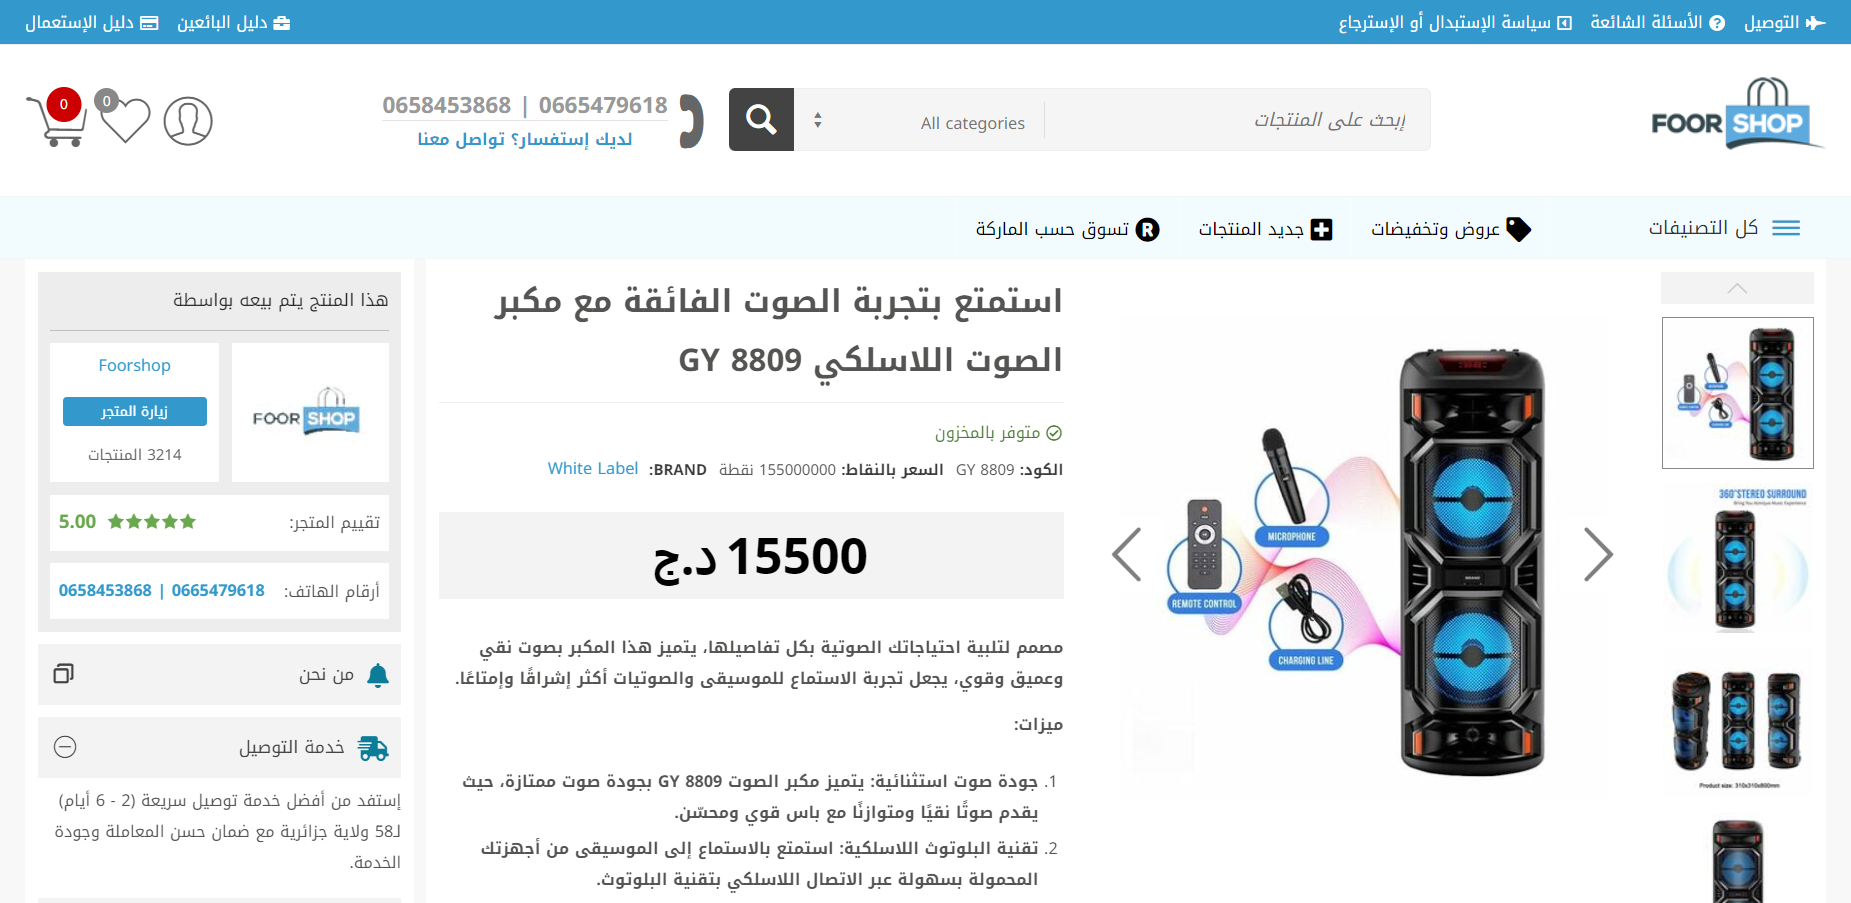 التوصيل
الأسئلة الشائعة
سياسة الإستبدال أو الإسترجاع
دليل البائعين
دليل الإستعمال
FOOR SHOP
إبحث على المنتجات
All categories
0658453868 | 0665479618
لديك إستفسار؟ تواصل معنا
0
0
كل التصنيفات
عروض وتخفيضات
جديد المنتجات
تسوق حسب الماركة
360°STEREO SURROUND
Product size: 310x310x800mm
MICROPHONE
REMOTE CONTROL
CHARGING LINE
استمتع بتجربة الصوت الفائقة مع مكبر
الصوت اللاسلكي GY 8809
متوفر بالمخزون
الكود: GY 8809 السعر بالنقاط: 155000000 نقطة BRAND: White Label
15500 د.ج
مصمم لتلبية احتياجاتك الصوتية بكل تفاصيلها، يتميز هذا المكبر بصوت نقي
وعميق وقوي، يجعل تجربة الاستماع للموسيقى والصوتيات أكثر إشراقًا وإمتاعًا.
ميزات:
1. جودة صوت استثنائية: يتميز مكبر الصوت GY 8809 بجودة صوت ممتازة، حيث
يقدم صوتًا نقيًا ومتوازنًا مع باس قوي ومحسّن.
2. تقنية البلوتوث اللاسلكية: استمتع بالاستماع إلى الموسيقى من أجهزتك
المحمولة بسهولة عبر الاتصال اللاسلكي بتقنية البلوتوث.
هذا المنتج يتم بيعه بواسطة
FOOR SHOP
Foorshop
زيارة المتجر
3214 المنتجات
تقييم المتجر: 5.00
أرقام الهاتف: 0658453868 | 0665479618
من نحن
خدمة التوصيل
إستفد من أفضل خدمة توصيل سريعة (2 - 6 أيام)
لـ58 ولاية جزائرية مع ضمان حسن المعاملة وجودة
الخدمة.